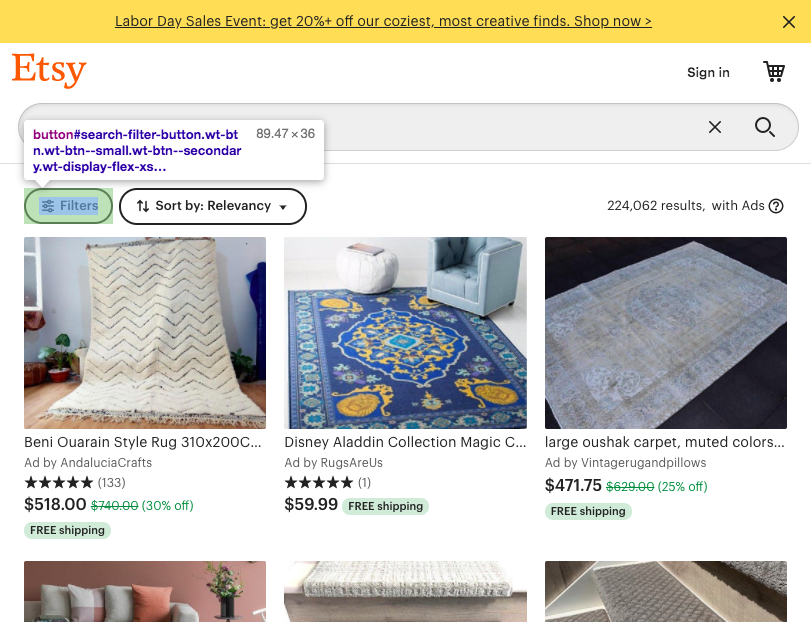 Labor Day Sales Event: get 20%+ off our coziest, most creative finds. Shop now >
Etsy
Sign in
button#search-filter-button.wt-bt 89.47 × 36
n.wt-btn--small.wt-btn--secondar
y.wt-display-flex-xs...
Filters
Sort by: Relevancy
224,062 results, with Ads ?
Beni Ouarain Style Rug 310x200C...
Ad by AndaluciaCrafts
(133)
$518.00 $740.00 (30% off)
FREE shipping
Disney Aladdin Collection Magic C...
Ad by RugsAreUs
(1)
$59.99 FREE shipping
large oushak carpet, muted colors...
Ad by Vintagerugandpillows
$471.75 $629.00 (25% off)
FREE shipping